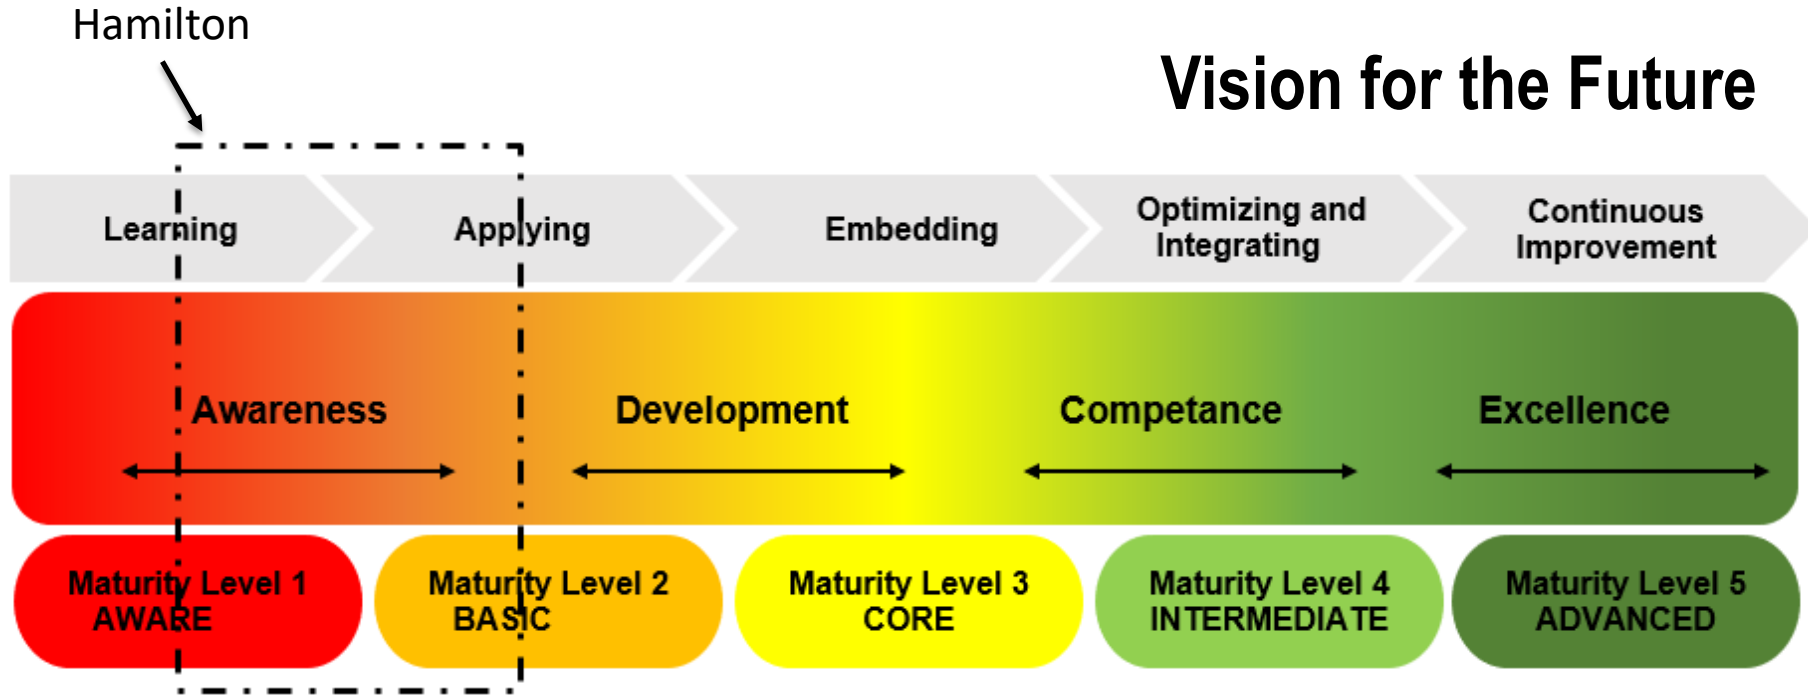 Hamilton
Vision for the Future
Learning
Applying
Embedding
Optimizing and
Integrating
Continuous
Improvement
Awareness
Development
Competance
Excellence
Maturity Level 1
AWARE
Maturity Level 2
BASIC
Maturity Level 3
CORE
Maturity Level 4
INTERMEDIATE
Maturity Level 5
ADVANCED